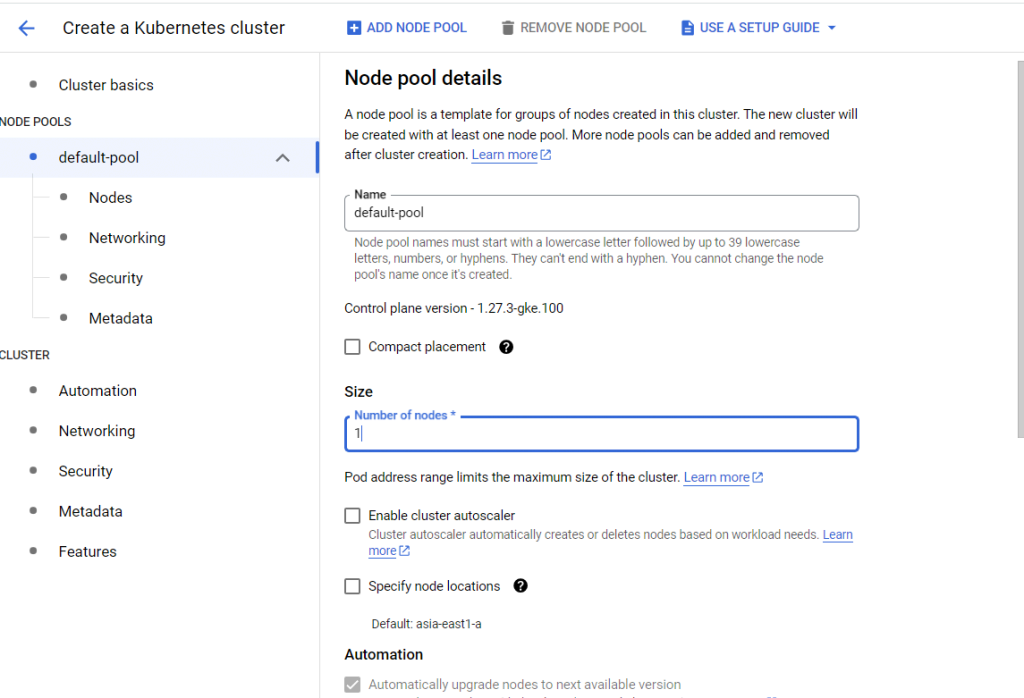 Create a Kubernetes cluster
ADD NODE POOL
REMOVE NODE POOL
USE A SETUP GUIDE
Cluster basics
NODE POOLS
default-pool
Nodes
Networking
Security
Metadata
CLUSTER
Automation
Networking
Security
Metadata
Features
Node pool details
A node pool is a template for groups of nodes created in this cluster. The new cluster will
be created with at least one node pool. More node pools can be added and removed
after cluster creation. Learn more
Name
default-pool
Node pool names must start with a lowercase letter followed by up to 39 lowercase
letters, numbers, or hyphens. They can't end with a hyphen. You cannot change the node
pool's name once it's created.
Control plane version - 1.27.3-gke.100
Compact placement
Size
Number of nodes *
1
Pod address range limits the maximum size of the cluster. Learn more
Enable cluster autoscaler
Cluster autoscaler automatically creates or deletes nodes based on workload needs. Learn
more
Specify node locations
Default: asia-east1-a
Automation
Automatically upgrade nodes to next available version